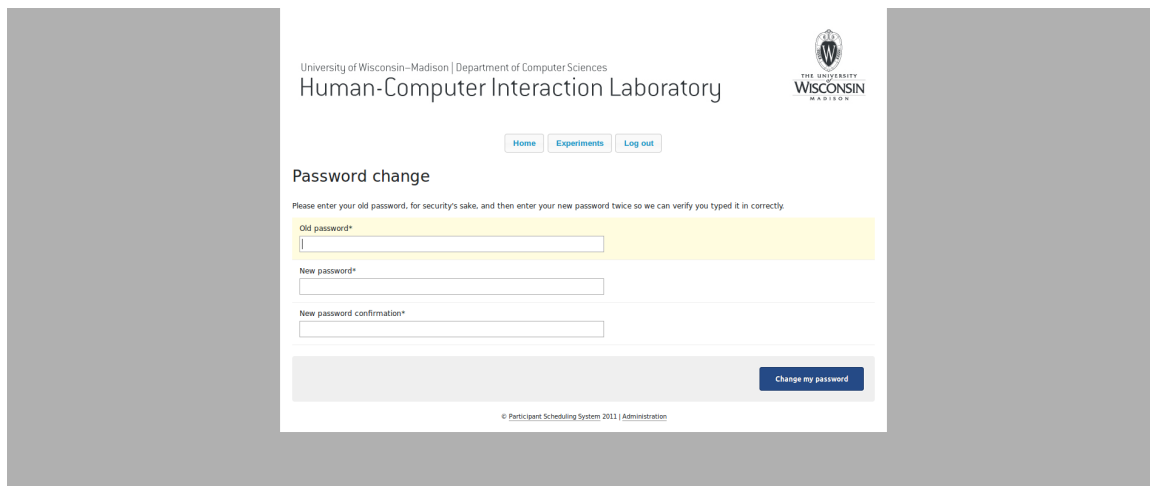 University of Wisconsin–Madison | Department of Computer Sciences
Human-Computer Interaction Laboratory
W
THE UNIVERSITY
of
WISCONSIN
MADISON
Home Experiments Log out
Password change
Please enter your old password, for security's sake, and then enter your new password twice so we can verify you typed it in correctly.
Old password*
New password*
New password confirmation*
Change my password
© Participant Scheduling System 2011 | Administration